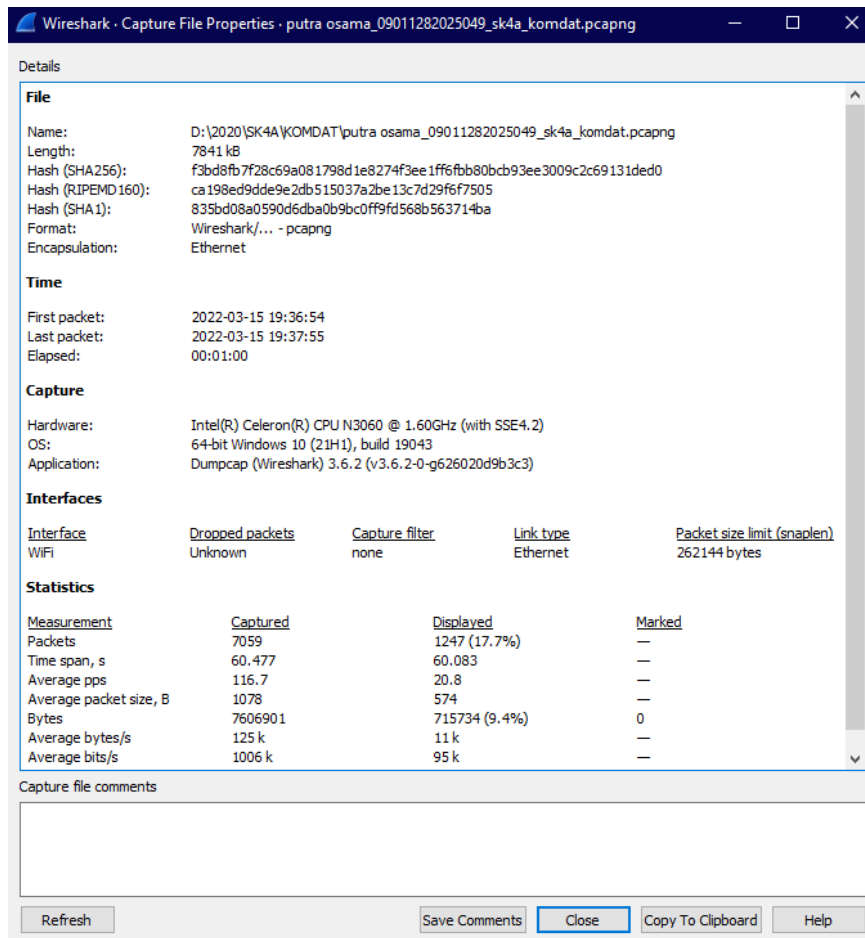 Wireshark · Capture File Properties · putra osama_09011282025049_sk4a_komdat.pcapng
Details
File
Name: D:\2020\SK4A\KOMDAT\putra osama_09011282025049_sk4a_komdat.pcapng
Length: 7841 kB
Hash (SHA256): f3bd8fb7f28c69a081798d1e8274f3ee1ff6fbb80bcb93ee3009c2c69131ded0
Hash (RIPEMD160): ca198ed9dde9e2db515037a2be13c7d29f6f7505
Hash (SHA1): 835bd08a0590d6dba0b9bc0ff9fd568b563714ba
Format: Wireshark/... - pcapng
Encapsulation: Ethernet
Time
First packet: 2022-03-15 19:36:54
Last packet: 2022-03-15 19:37:55
Elapsed: 00:01:00
Capture
Hardware: Intel(R) Celeron(R) CPU N3060 @ 1.60GHz (with SSE4.2)
OS: 64-bit Windows 10 (21H1), build 19043
Application: Dumpcap (Wireshark) 3.6.2 (v3.6.2-0-g626020d9b3c3)
Interfaces
Interface Dropped packets Capture filter Link type Packet size limit (snaplen)
WiFi Unknown none Ethernet 262144 bytes
Statistics
Measurement Captured Displayed Marked
Packets 7059 1247 (17.7%) —
Time span, s 60.477 60.083 —
Average pps 116.7 20.8 —
Average packet size, B 1078 574 —
Bytes 7606901 715734 (9.4%) 0
Average bytes/s 125 k 11 k —
Average bits/s 1006 k 95 k —
Capture file comments
Refresh Save Comments Close Copy To Clipboard Help